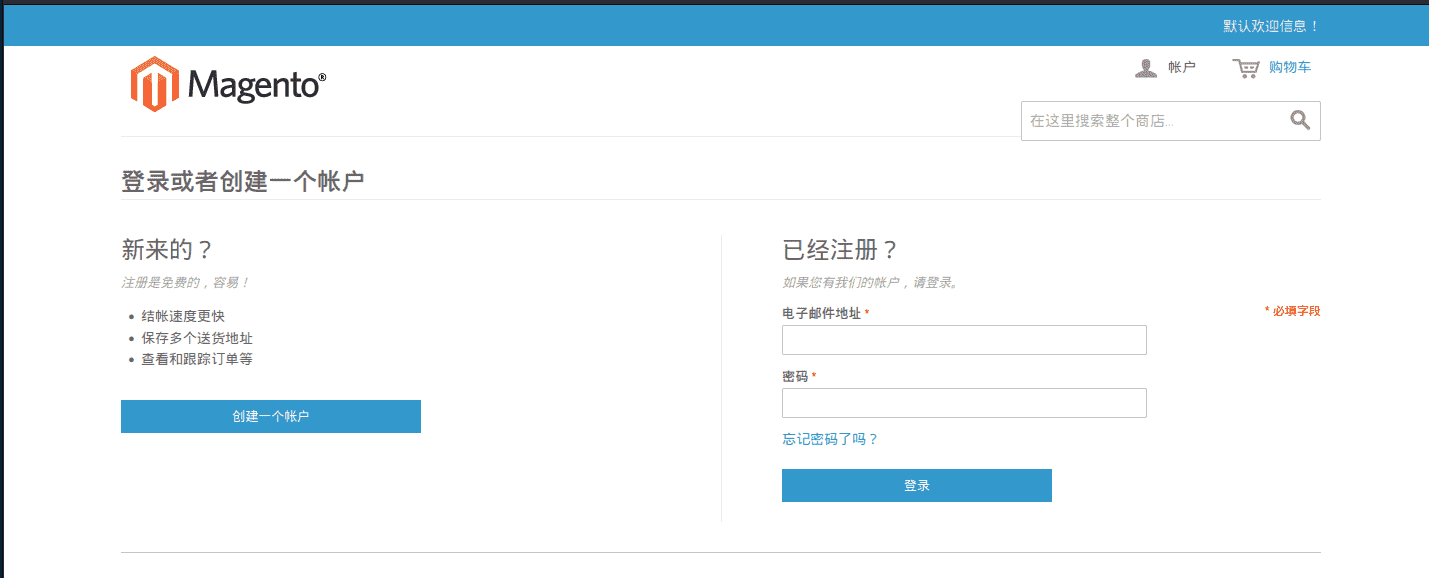 默认欢迎信息！
Magento®
帐户
购物车
在这里搜索整个商店...
登录或者创建一个帐户
新来的？
注册是免费的，容易！
结帐速度更快
保存多个送货地址
查看和跟踪订单等
创建一个帐户
已经注册？
如果您有我们的帐户，请登录。
* 必填字段
电子邮件地址 *
密码 *
忘记密码了吗？
登录